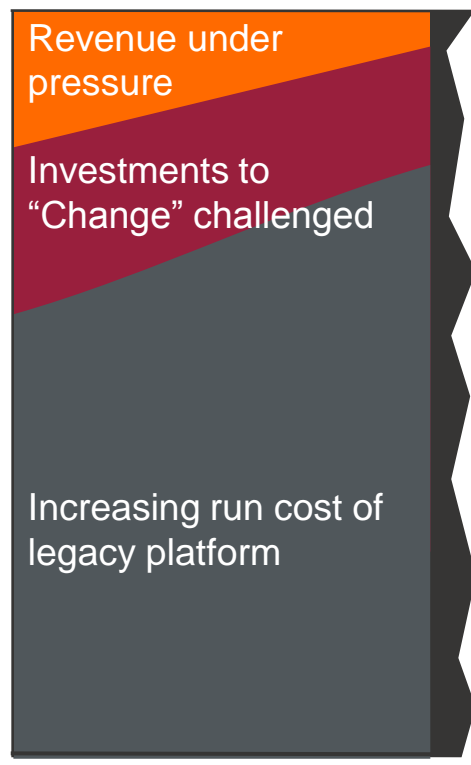 Revenue under
pressure
Investments to
“Change” challenged
Increasing run cost of
legacy platform